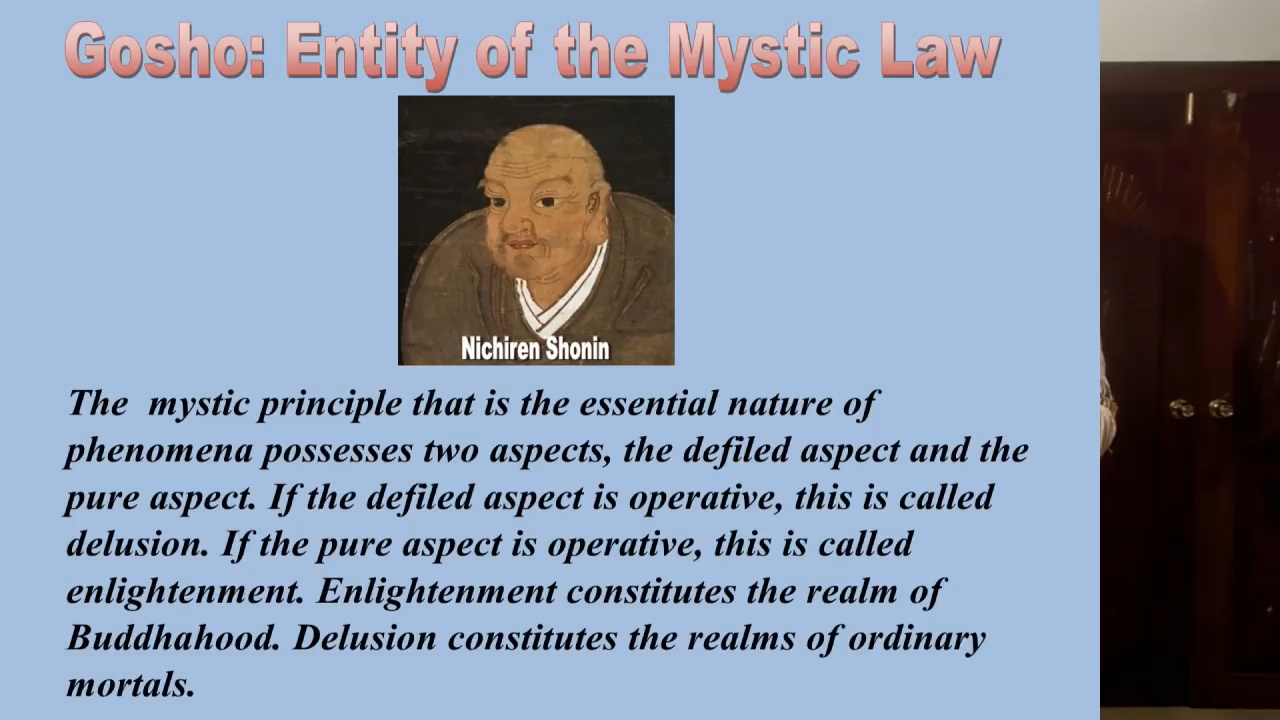 Gosho: Entity of the Mystic Law
Nichiren Shonin
The mystic principle that is the essential nature of
phenomena possesses two aspects, the defiled aspect and the
pure aspect. If the defiled aspect is operative, this is called
delusion. If the pure aspect is operative, this is called
enlightenment. Enlightenment constitutes the realm of
Buddhahood. Delusion constitutes the realms of ordinary
mortals.